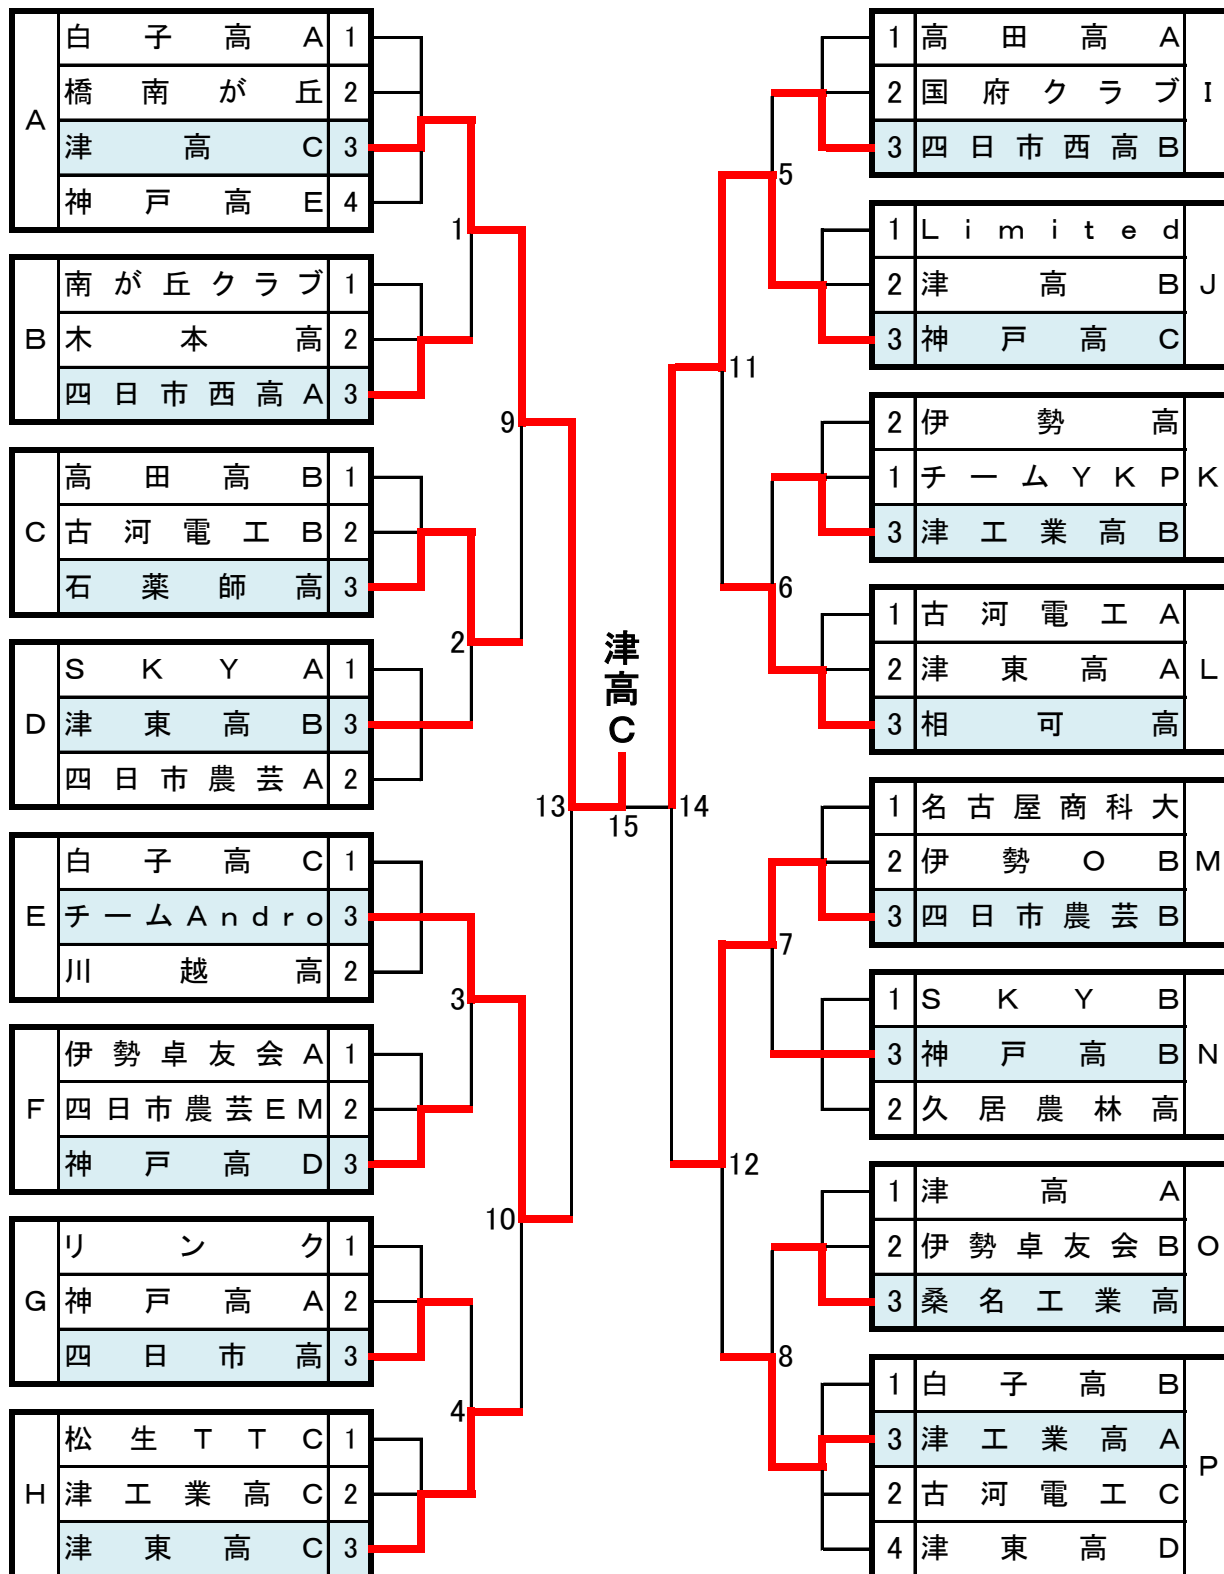 A
白子高A 1
橋南が丘 2
津高C 3
神戸高E 4
B
南が丘クラブ 1
木本高 2
四日市西高A 3
C
高田高B 1
古河電工B 2
石薬師高 3
D
SKYA 1
津東高B 3
四日市農芸A 2
E
白子高C 1
チームAndro 3
川越高 2
F
伊勢卓友会A 1
四日市農芸EM 2
神戸高D 3
G
リンク 1
神戸高A 2
四日市高 3
H
松生TTC 1
津工業高C 2
津東高C 3
1
2
3
4
9
10
13
津高C
15
14
11
12
5
6
7
8
1 高田高A
2 国府クラブ
3 四日市西高B
I
1 Limited
2 津高B
3 神戸高C
J
2 伊勢高
1 チームYKP
3 津工業高B
K
1 古河電工A
2 津東高A
3 相可高
L
1 名古屋商科大
2 伊勢OB
3 四日市農芸B
M
1 SKYB
3 神戸高B
2 久居農林高
N
1 津高A
2 伊勢卓友会B
3 桑名工業高
O
1 白子高B
3 津工業高A
2 古河電工C
4 津東高D
P